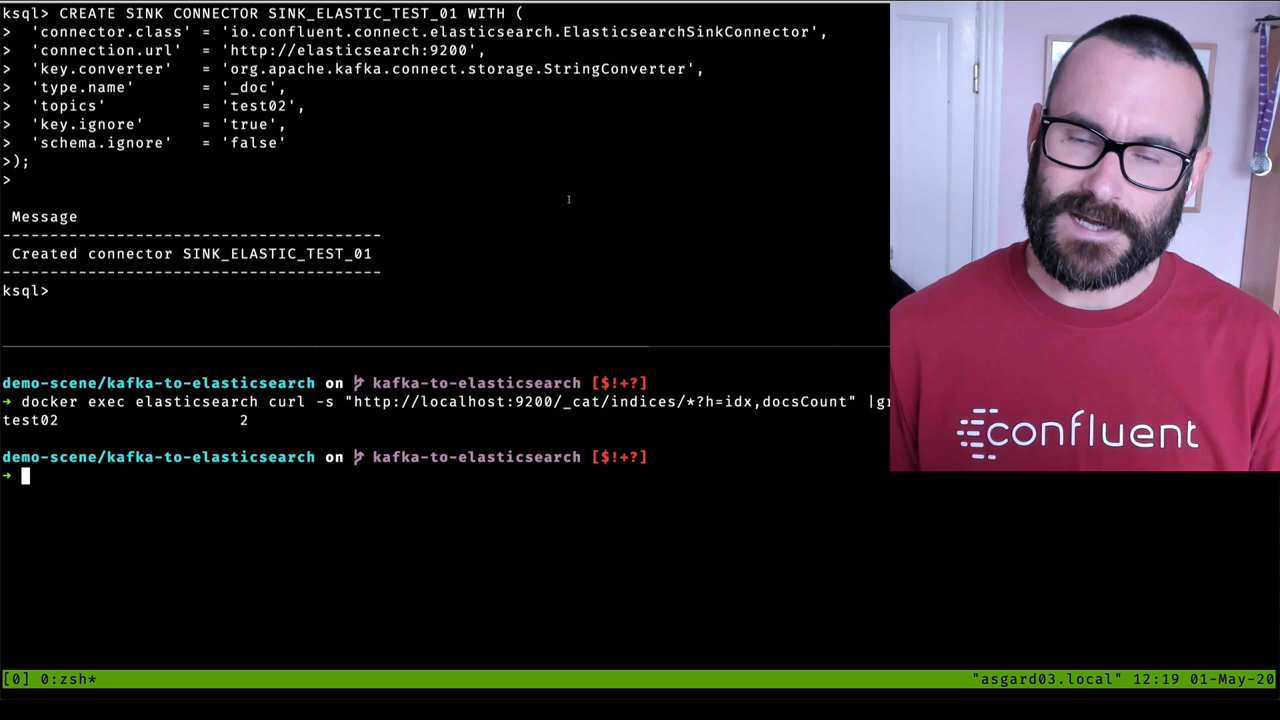 ksql> CREATE SINK CONNECTOR SINK_ELASTIC_TEST_01 WITH (
>  'connector.class' = 'io.confluent.connect.elasticsearch.ElasticsearchSinkConnector',
>  'connection.url'  = 'http://elasticsearch:9200',
>  'key.converter'   = 'org.apache.kafka.connect.storage.StringConverter',
>  'type.name'       = '_doc',
>  'topics'          = 'test02',
>  'key.ignore'      = 'true',
>  'schema.ignore'   = 'false'
>);
>
Message
----------------------------------------
Created connector SINK_ELASTIC_TEST_01
----------------------------------------
ksql>
demo-scene/kafka-to-elasticsearch on kafka-to-elasticsearch [$!+?]
➜ docker exec elasticsearch curl -s "http://localhost:9200/_cat/indices/*?h=idx,docsCount" |gr
test02                    2
demo-scene/kafka-to-elasticsearch on kafka-to-elasticsearch [$!+?]
➜
confluent
[0] 0:zsh* "asgard03.local" 12:19 01-May-20